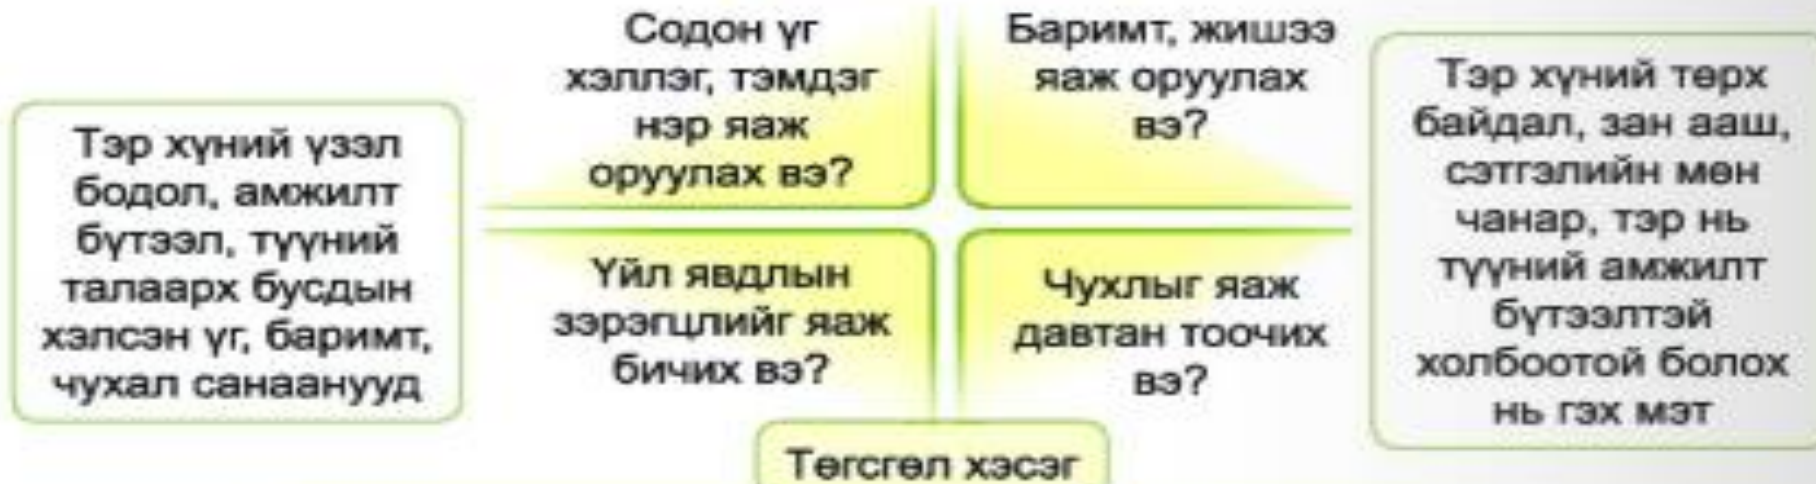 Содон үг
хэллэг, тэмдэг
нэр яаж
оруулах вэ?
Баримт, жишээ
яаж оруулах
вэ?
Тэр хүний үзэл
бодол, амжилт
бүтээл, түүний
талаарх бусдын
хэлсэн үг, баримт,
чухал санаанууд
Тэр хүний төрх
байдал, зан ааш,
сэтгэлийн мөн
чанар, тэр нь
түүний амжилт
бүтээлтэй
холбоотой болох
нь гэх мэт
Үйл явдлын
зэрэгцлийг яаж
бичих вэ?
Чухлыг яаж
давтан тоочих
вэ?
Төгсгөл хэсэг